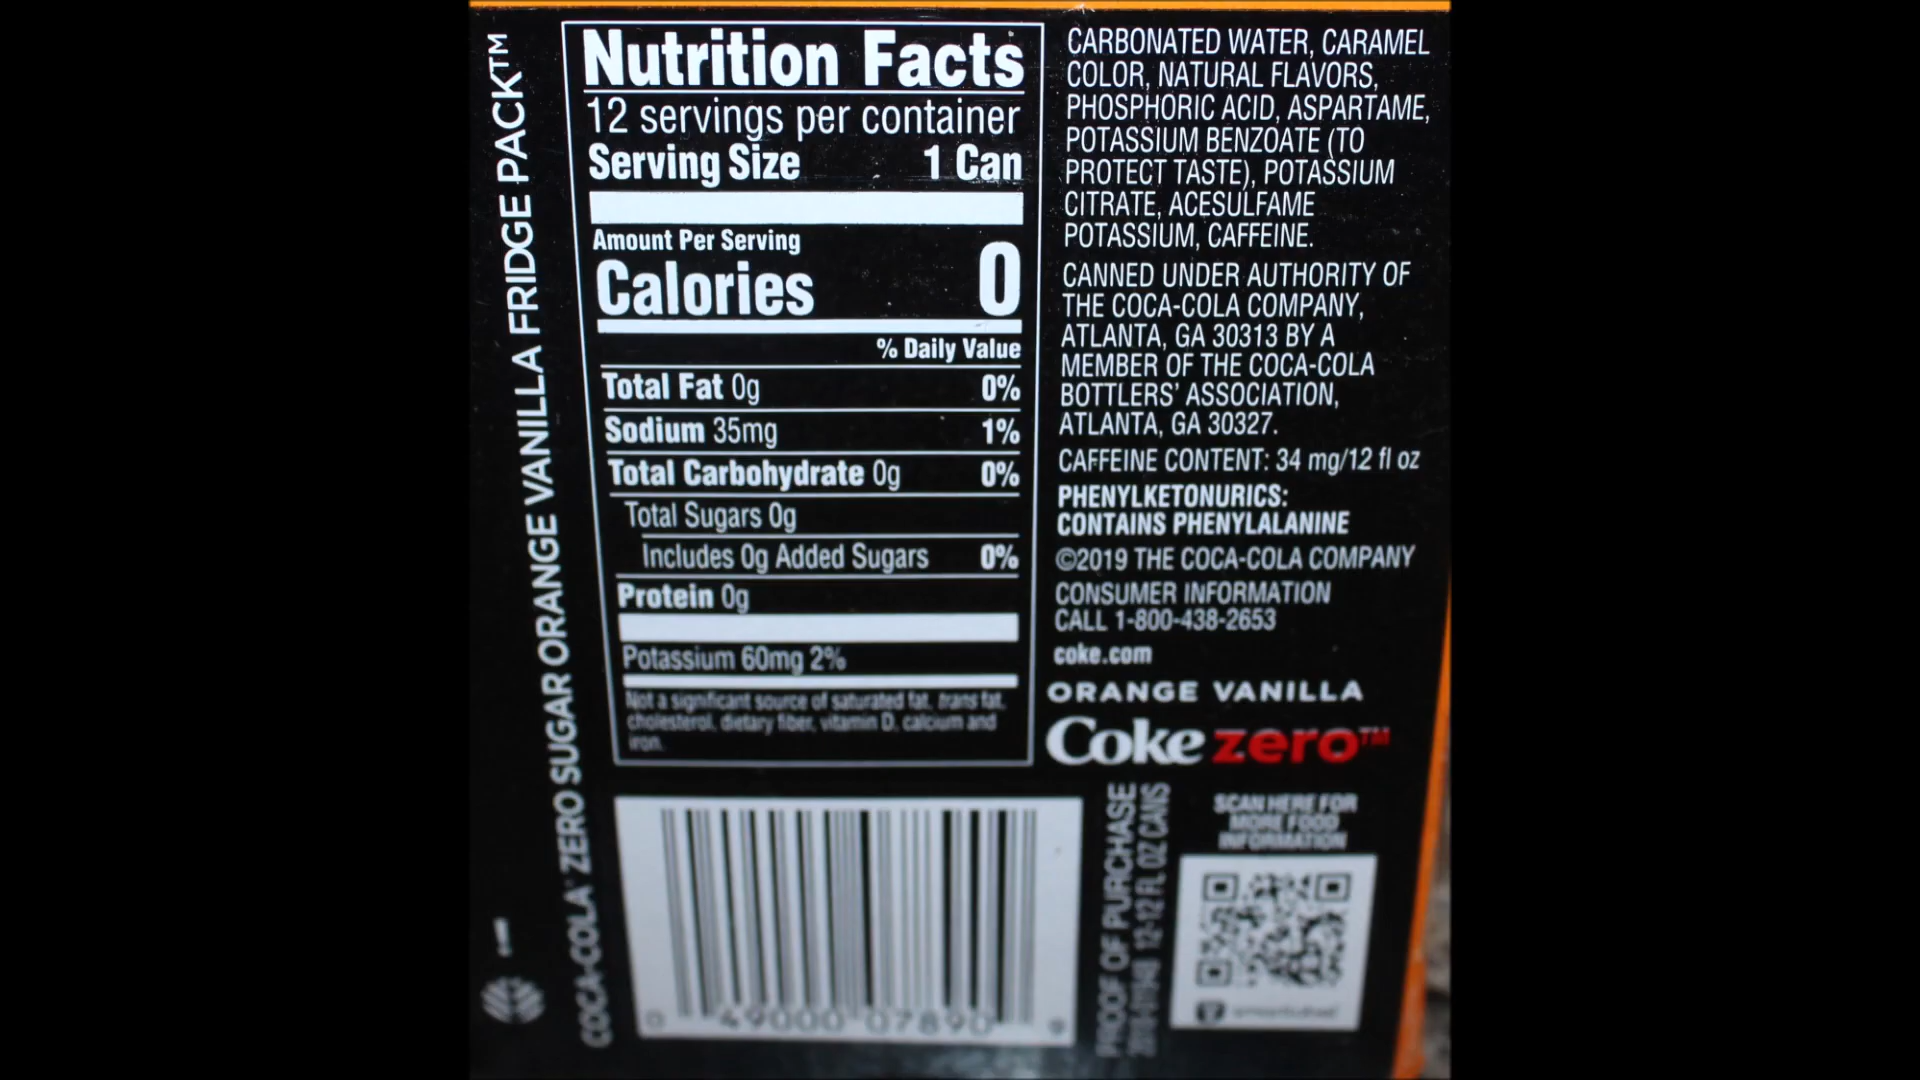 COCA-COLA® ZERO SUGAR ORANGE VANILLA FRIDGE PACK™
Nutrition Facts
12 servings per container
Serving Size 1 Can
Amount Per Serving
Calories 0
% Daily Value
Total Fat 0g 0%
Sodium 35mg 1%
Total Carbohydrate 0g 0%
Total Sugars 0g
Includes 0g Added Sugars 0%
Protein 0g
Potassium 60mg 2%
Not a significant source of saturated fat, trans fat,
cholesterol, dietary fiber, vitamin D, calcium and
iron.
CARBONATED WATER, CARAMEL
COLOR, NATURAL FLAVORS,
PHOSPHORIC ACID, ASPARTAME,
POTASSIUM BENZOATE (TO
PROTECT TASTE), POTASSIUM
CITRATE, ACESULFAME
POTASSIUM, CAFFEINE.
CANNED UNDER AUTHORITY OF
THE COCA-COLA COMPANY,
ATLANTA, GA 30313 BY A
MEMBER OF THE COCA-COLA
BOTTLERS' ASSOCIATION,
ATLANTA, GA 30327.
CAFFEINE CONTENT: 34 mg/12 fl oz
PHENYLKETONURICS:
CONTAINS PHENYLALANINE
©2019 THE COCA-COLA COMPANY
CONSUMER INFORMATION
CALL 1-800-438-2653
coke.com
ORANGE VANILLA
Coke zero™
0 49000 07890 9
PROOF OF PURCHASE
12-12 FL OZ CANS
SCAN HERE FOR
MORE FOOD
INFORMATION